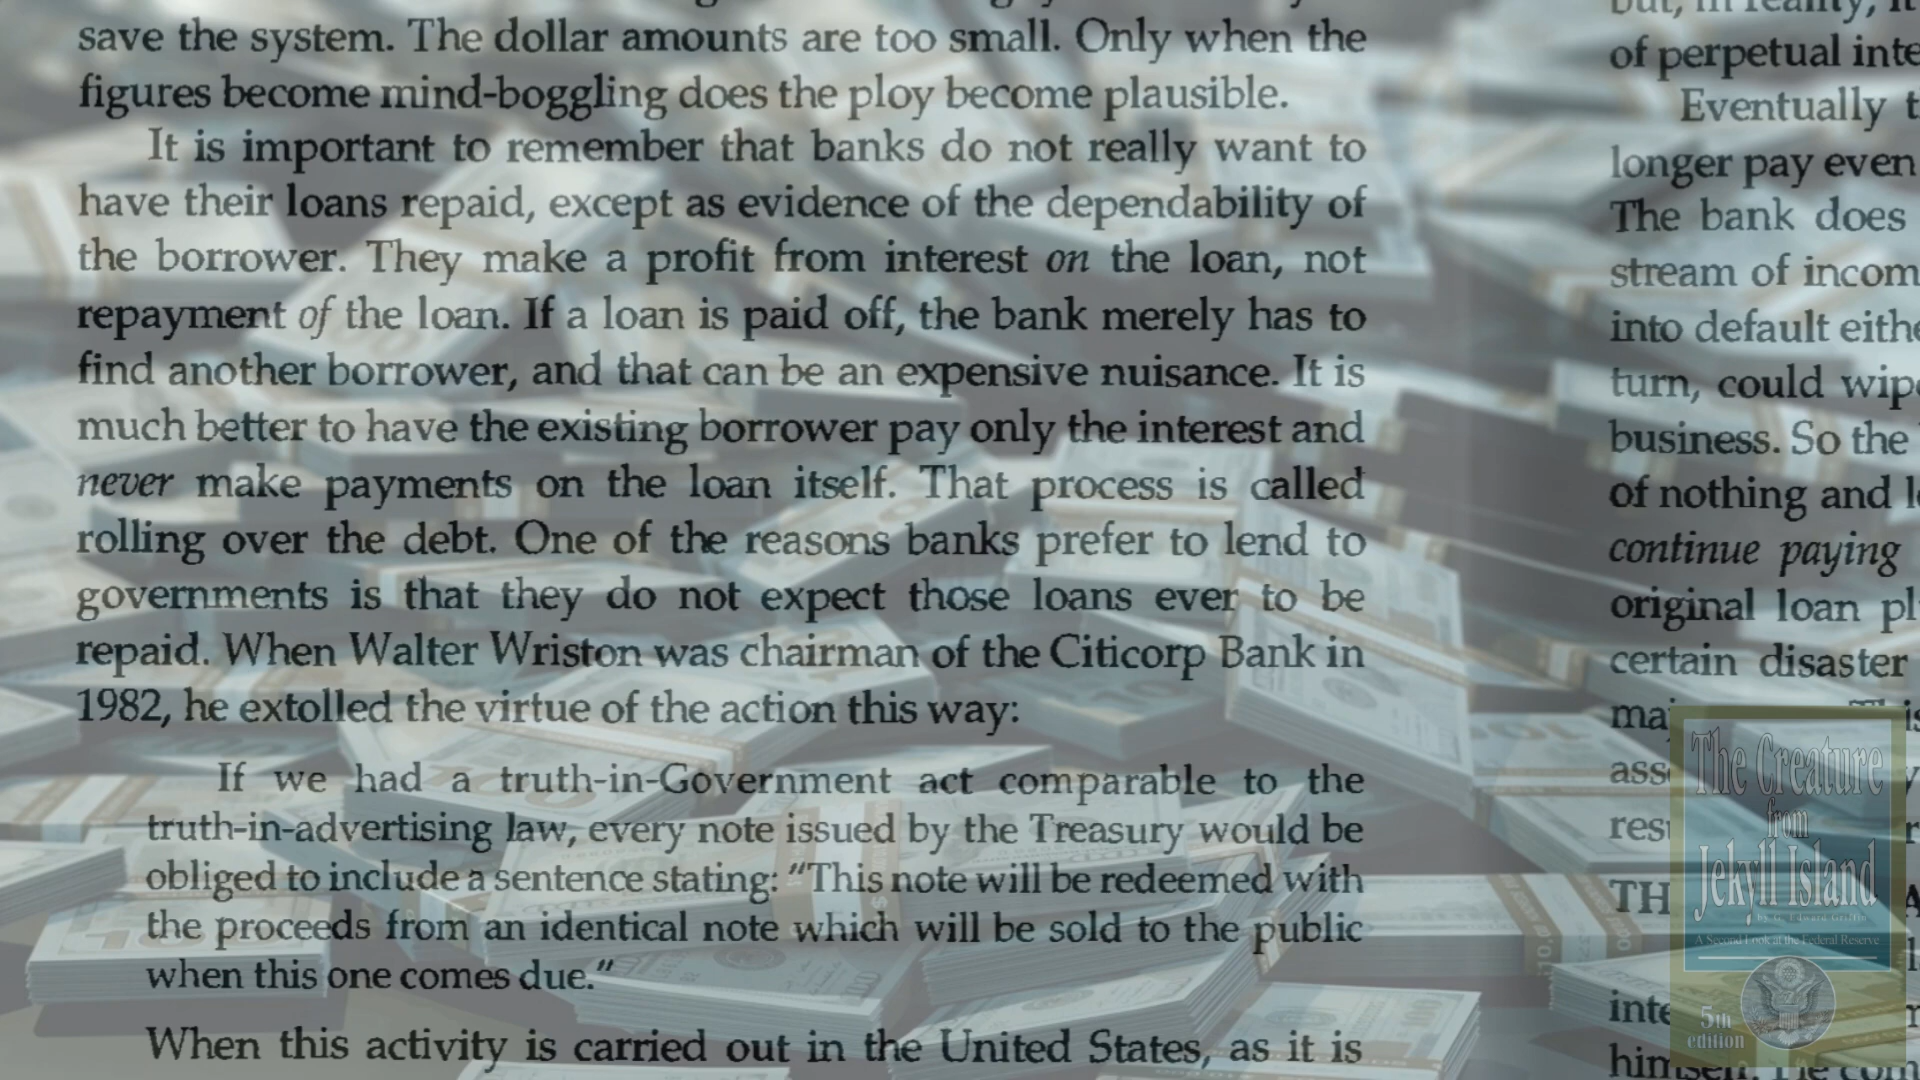 save the system. The dollar amounts are too small. Only when the
figures become mind-boggling does the ploy become plausible.
It is important to remember that banks do not really want to
have their loans repaid, except as evidence of the dependability of
the borrower. They make a profit from interest on the loan, not
repayment of the loan. If a loan is paid off, the bank merely has to
find another borrower, and that can be an expensive nuisance. It is
much better to have the existing borrower pay only the interest and
never make payments on the loan itself. That process is called
rolling over the debt. One of the reasons banks prefer to lend to
governments is that they do not expect those loans ever to be
repaid. When Walter Wriston was chairman of the Citicorp Bank in
1982, he extolled the virtue of the action this way:
If we had a truth-in-Government act comparable to the
truth-in-advertising law, every note issued by the Treasury would be
obliged to include a sentence stating: "This note will be redeemed with
the proceeds from an identical note which will be sold to the public
when this one comes due."
When this activity is carried out in the United States, as it is
but, in reality, it
of perpetual
Eventually
longer pay even
The bank does
stream of
into default
turn, could
business. So the
of nothing and
continue paying
original loan
certain disaster
The Creature
from
Jekyll Island
by G. Edward Griffin
A Second Look at the Federal Reserve
5th
edition